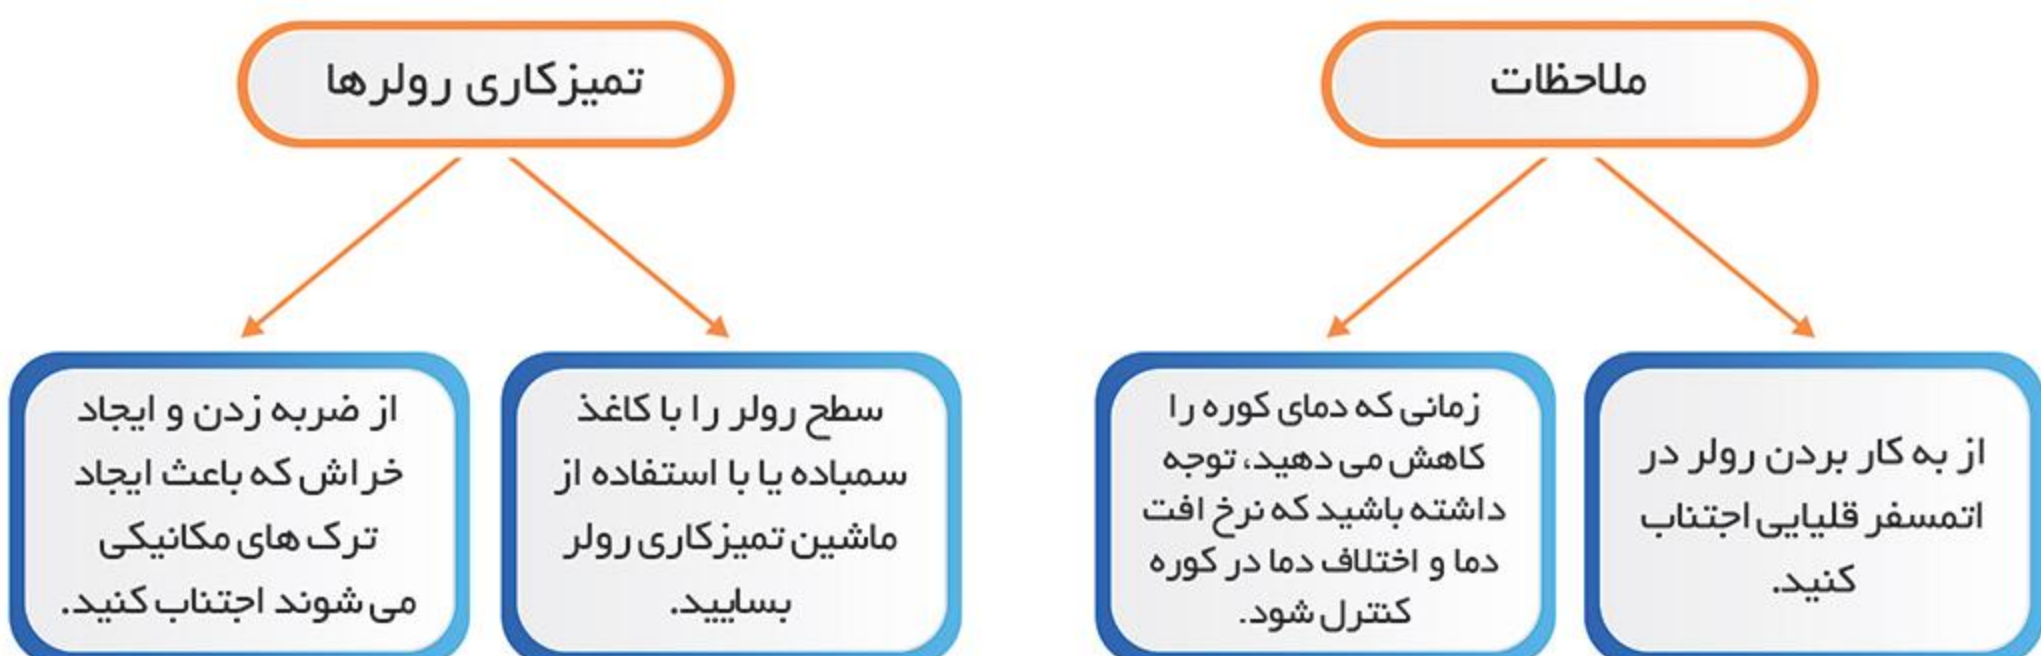 ملاحظات
از به کار بردن رولر در
اتمسفر قلیایی اجتناب
کنید.
زمانی که دمای کوره را
کاهش می دهید، توجه
داشته باشید که نرخ افت
دما و اختلاف دما در کوره
کنترل شود.
تمیزکاری رولرها
سطح رولر را با کاغذ
سمباده یا با استفاده از
ماشین تمیزکاری رولر
بسایید.
از ضربه زدن و ایجاد
خراش که باعث ایجاد
ترک های مکانیکی
می شوند اجتناب کنید.